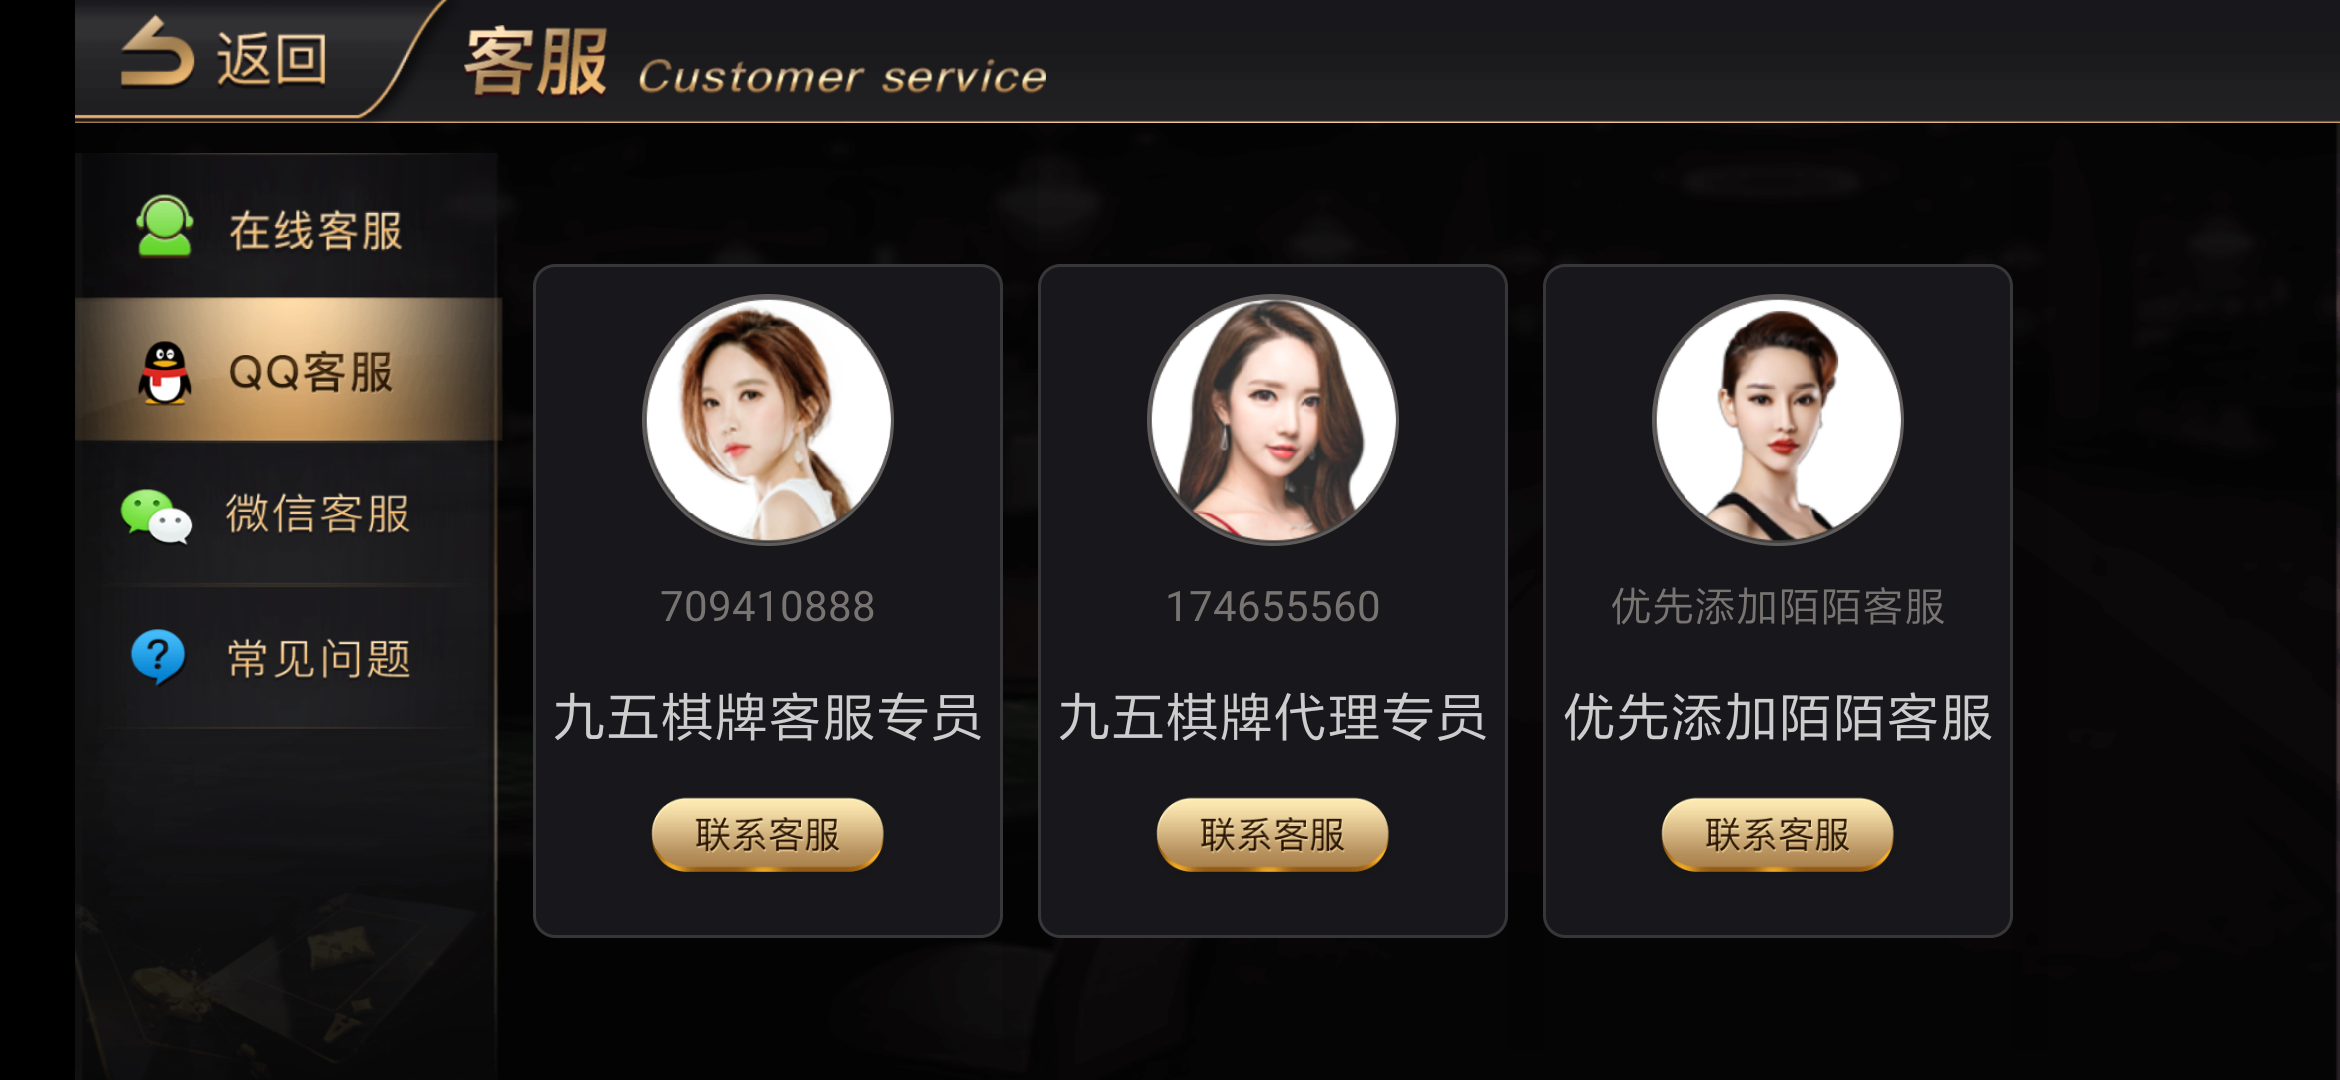 返回
客服 Customer service
在线客服
QQ客服
微信客服
常见问题
709410888
九五棋牌客服专员
联系客服
174655560
九五棋牌代理专员
联系客服
优先添加陌陌客服
优先添加陌陌客服
联系客服